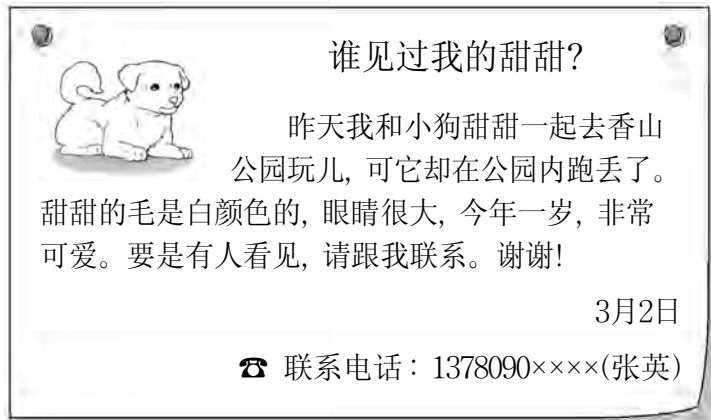 谁见过我的甜甜?
昨天我和小狗甜甜一起去香山
公园玩儿, 可它却在公园内跑丢了。
甜甜的毛是白颜色的, 眼睛很大, 今年一岁, 非常
可爱。要是有人看见, 请跟我联系。谢谢!
3月2日
☎ 联系电话：1378090××××(张英)